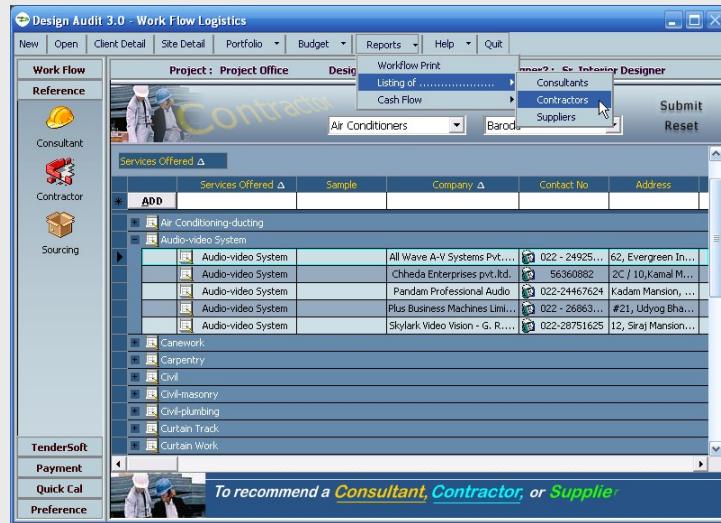 Design Audit 3.0 - Work Flow Logistics
New Open Client Detail Site Detail Portfolio Budget Reports Help Quit
Workflow Print
Listing of .....................
Cash Flow
Consultants
Contractors
Suppliers
Work Flow
Reference
Consultant
Contractor
Sourcing
TenderSoft
Payment
Quick Cal
Preference
Project : Project Office Desig Sr. Interior Designer
Contractor
Air Conditioners Baroda
Submit
Reset
Services Offered
Services Offered Sample Company Contact No Address
* ADD
Air Conditioning-ducting
Audio-video System
Audio-video System All Wave A-V Systems Pvt.... 022 - 24925... 62, Evergreen In...
Audio-video System Chheda Enterprises pvt.ltd. 56360882 2C / 10,Kamal M...
Audio-video System Pandam Professional Audio 022-24467624 Kadam Mansion, ...
Audio-video System Plus Business Machines Limi... 022 - 26863... #21, Udyog Bha...
Audio-video System Skylark Video Vision - G. R.... 022-28751625 12, Siraj Mansion...
Canework
Carpentry
Civil
Civil-masonry
Civil-plumbing
Curtain Track
Curtain Work
To recommend a Consultant, Contractor, or Supplier